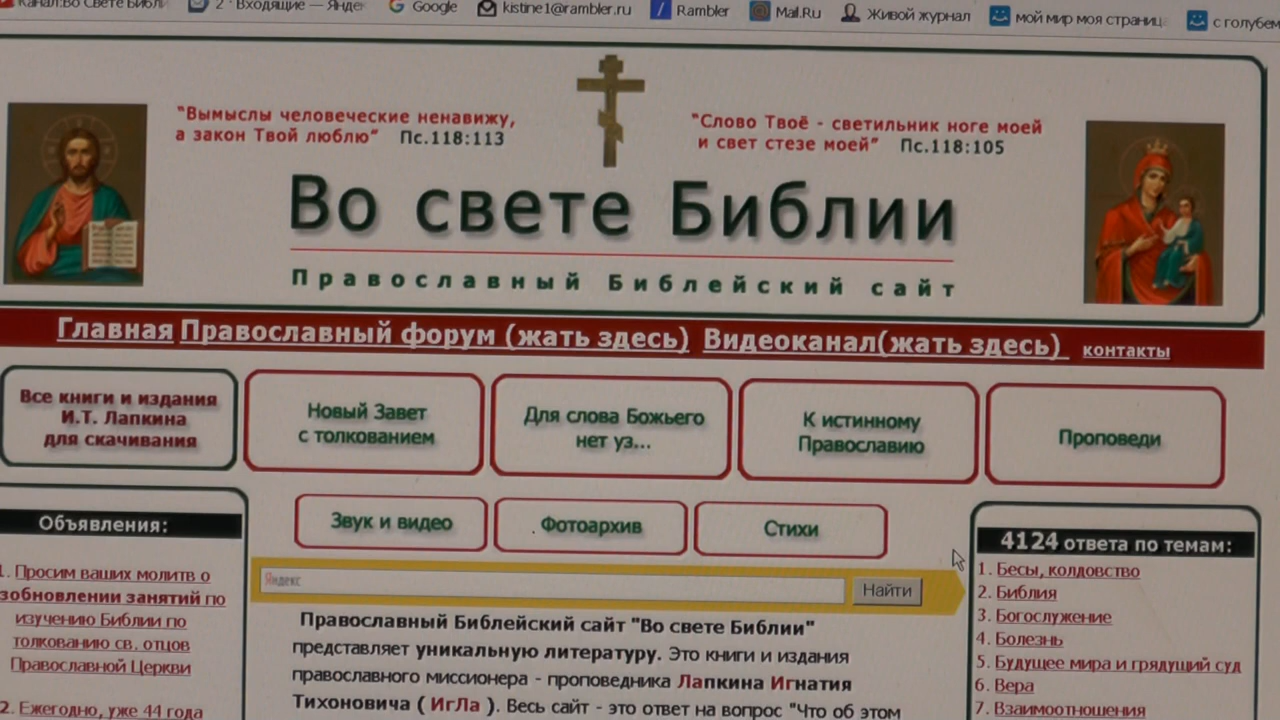 Канал:Во Свете Библи 2 · Входящие — Яндек Google kistine1@rambler.ru Rambler Mail.Ru Живой журнал мой мир моя страниц с голубем
"Вымыслы человеческие ненавижу,
а закон Твой люблю" Пс.118:113
"Слово Твоё - светильник ноге моей
и свет стезе моей" Пс.118:105
Во свете Библии
Православный Библейский сайт
Главная Православный форум (жать здесь) Видеоканал(жать здесь) контакты
Все книги и издания
И.Т. Лапкина
для скачивания
Новый Завет
с толкованием
Для слова Божьего
нет уз...
К истинному
Православию
Проповеди
Звук и видео
Фотоархив
Стихи
Объявления:
1. Просим ваших молитв о
зобновлении занятий по
изучению Библии по
толкованию св. отцов
Православной Церкви
2. Ежегодно, уже 44 года
Яндекс
Найти
Православный Библейский сайт "Во свете Библии"
представляет уникальную литературу. Это книги и издания
православного миссионера - проповедника Лапкина Игнатия
Тихоновича ( ИгЛа ). Весь сайт - это ответ на вопрос "Что об этом
4124 ответа по темам:
1. Бесы, колдовство
2. Библия
3. Богослужение
4. Болезнь
5. Будущее мира и грядущий суд
6. Вера
7. Взаимоотношения